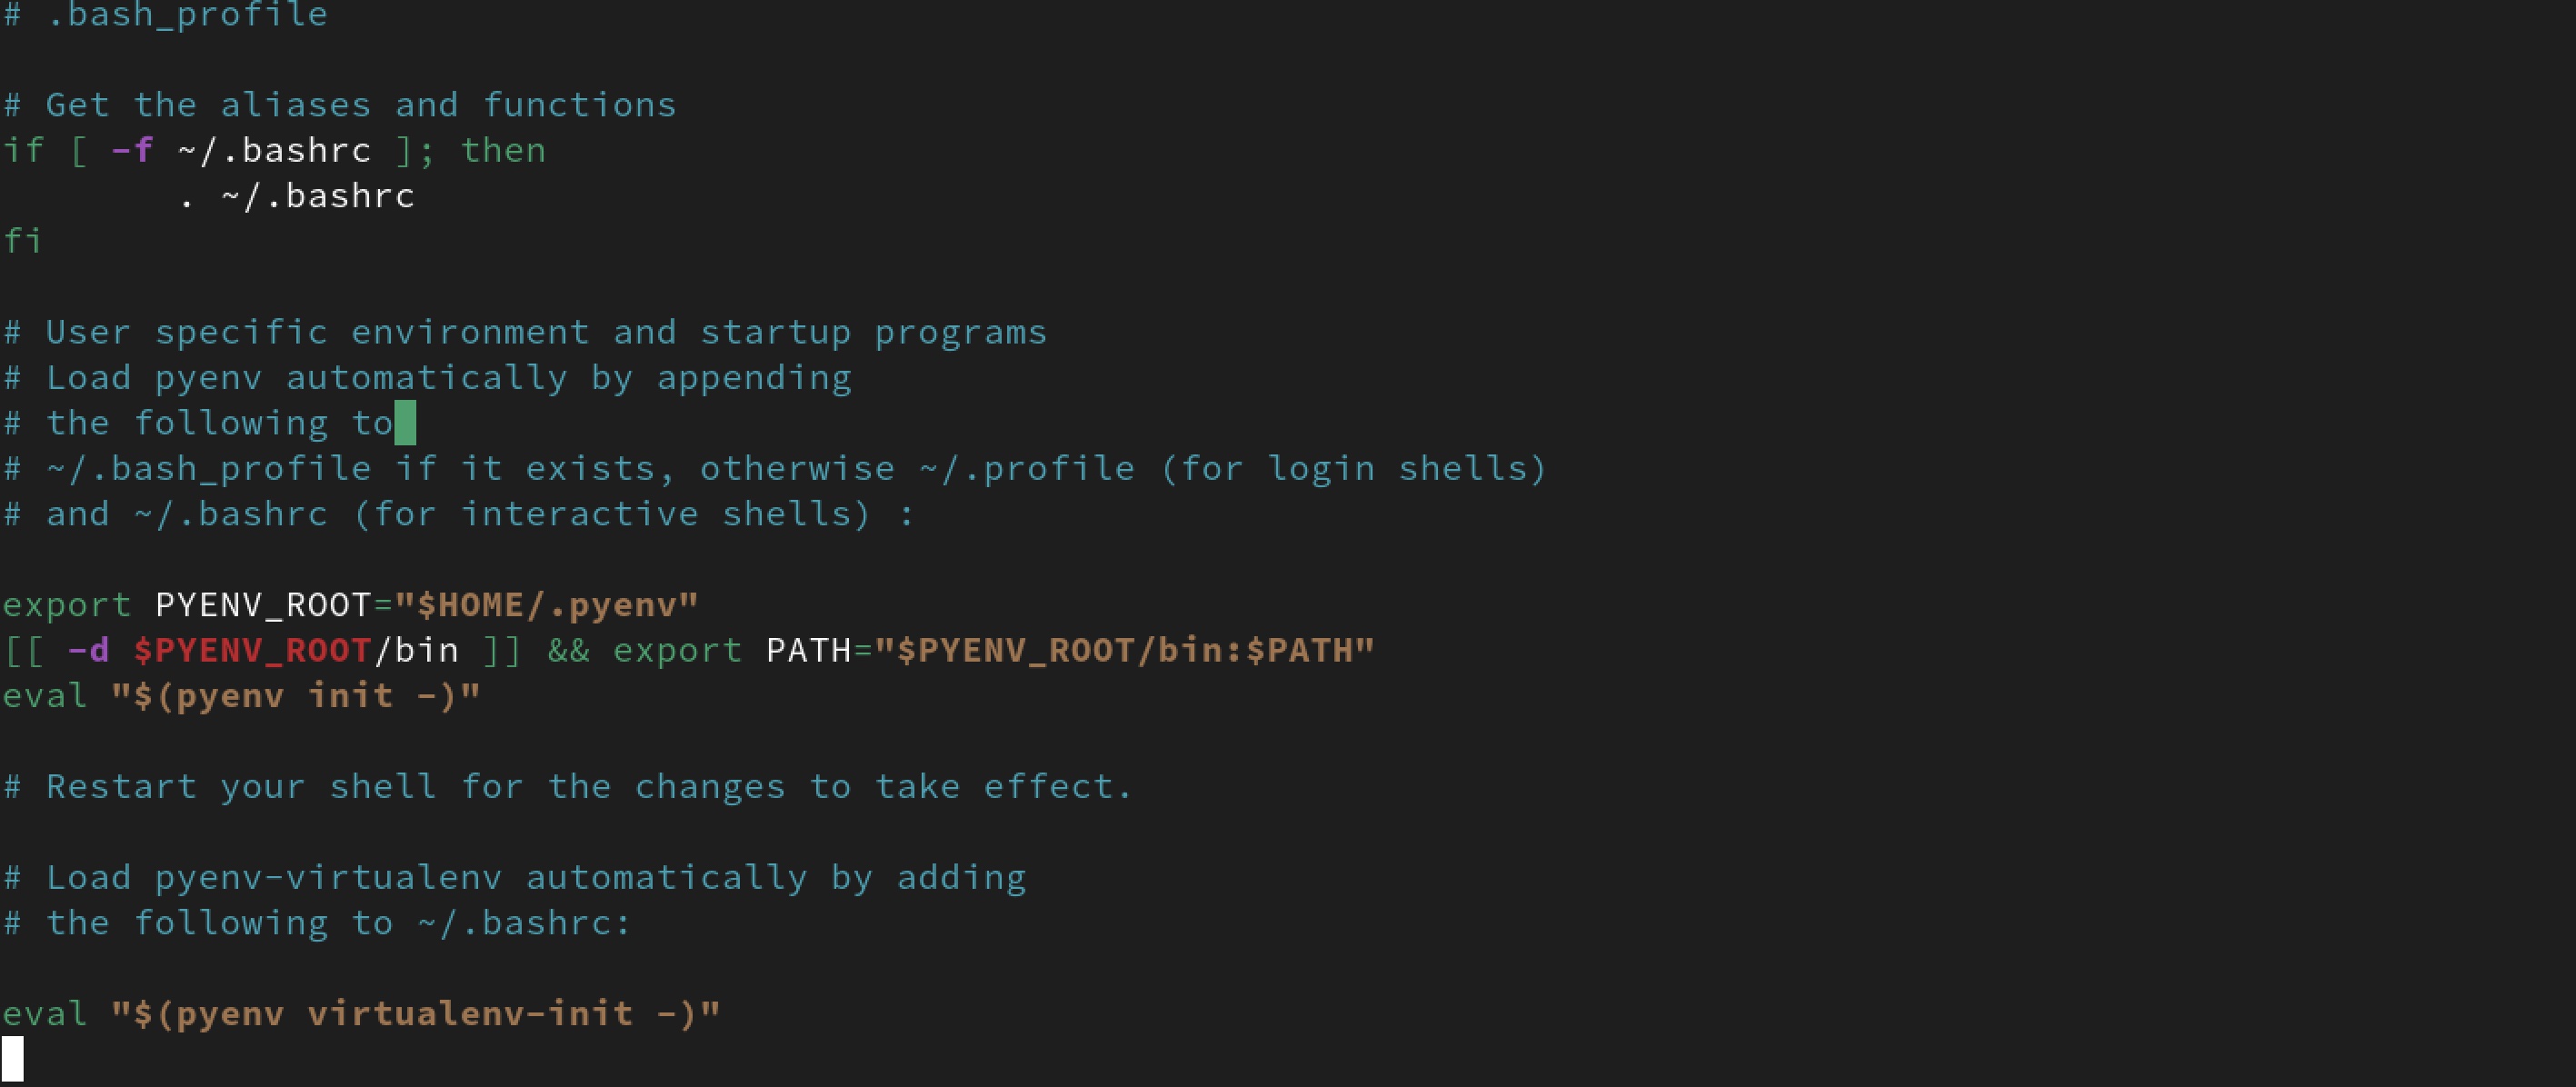 # .bash_profile
# Get the aliases and functions
if [ -f ~/.bashrc ]; then
        . ~/.bashrc
fi
# User specific environment and startup programs
# Load pyenv automatically by appending
# the following to
# ~/.bash_profile if it exists, otherwise ~/.profile (for login shells)
# and ~/.bashrc (for interactive shells) :
export PYENV_ROOT="$HOME/.pyenv"
[[ -d $PYENV_ROOT/bin ]] && export PATH="$PYENV_ROOT/bin:$PATH"
eval "$(pyenv init -)"
# Restart your shell for the changes to take effect.
# Load pyenv-virtualenv automatically by adding
# the following to ~/.bashrc:
eval "$(pyenv virtualenv-init -)"